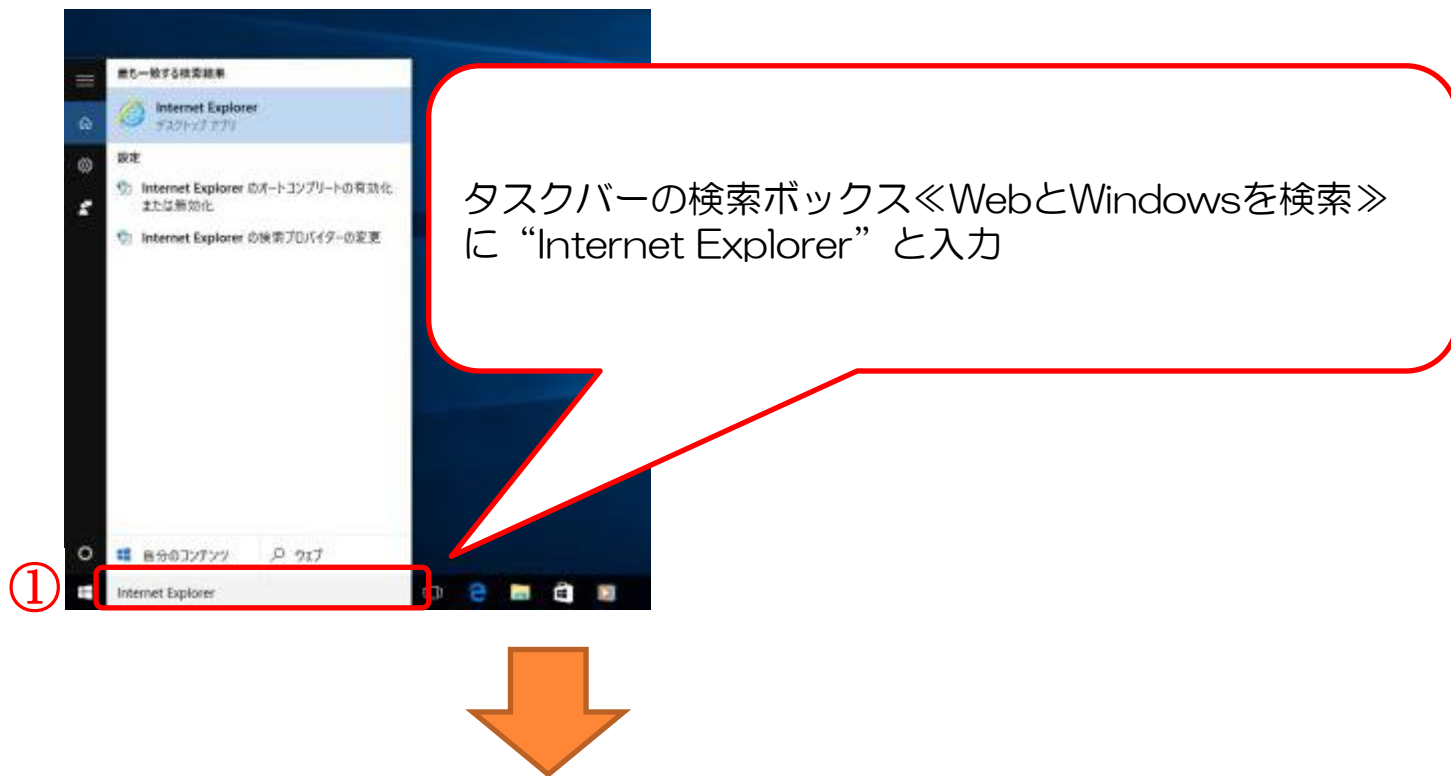 最も一致する検索結果
Internet Explorer
デスクトップ アプリ
設定
Internet Explorer のオートコンプリートの有効化
または無効化
Internet Explorer の検索プロバイダーの変更
タスクバーの検索ボックス≪WebとWindowsを検索≫
に“Internet Explorer”と入力
自分のコンテンツ
ウェブ
①
Internet Explorer